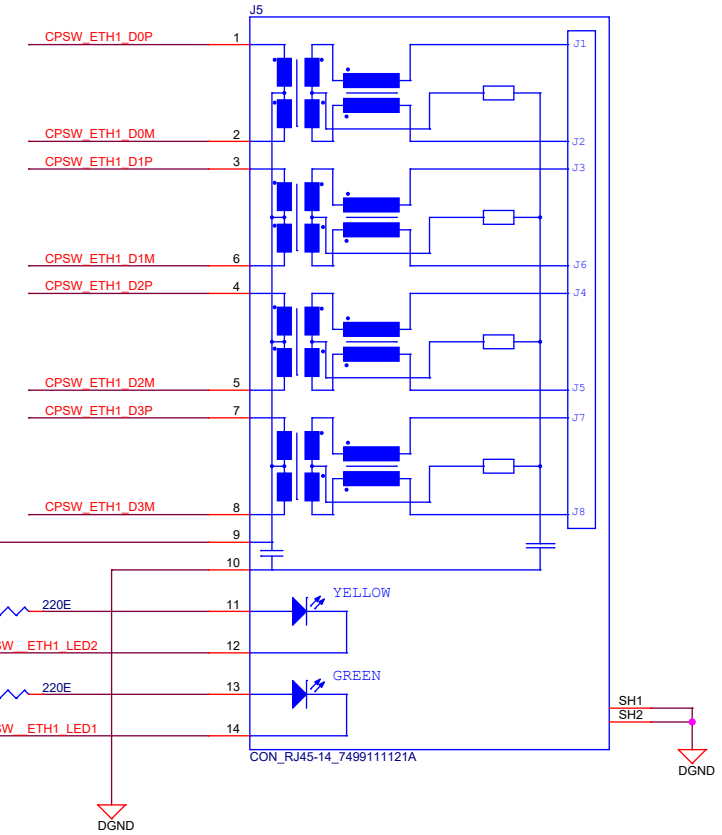 J5
CPSW_ETH1_D0P 1 J1
CPSW_ETH1_D0M 2 J2
CPSW_ETH1_D1P 3 J3
CPSW_ETH1_D1M 6 J6
CPSW_ETH1_D2P 4 J4
CPSW_ETH1_D2M 5 J5
CPSW_ETH1_D3P 7 J7
CPSW_ETH1_D3M 8 J8
9
10
YELLOW
220E 11
SW_ETH1_LED2 12
GREEN
220E 13
SW_ETH1_LED1 14
SH1
SH2
CON_RJ45-14_7499111121A
DGND
DGND